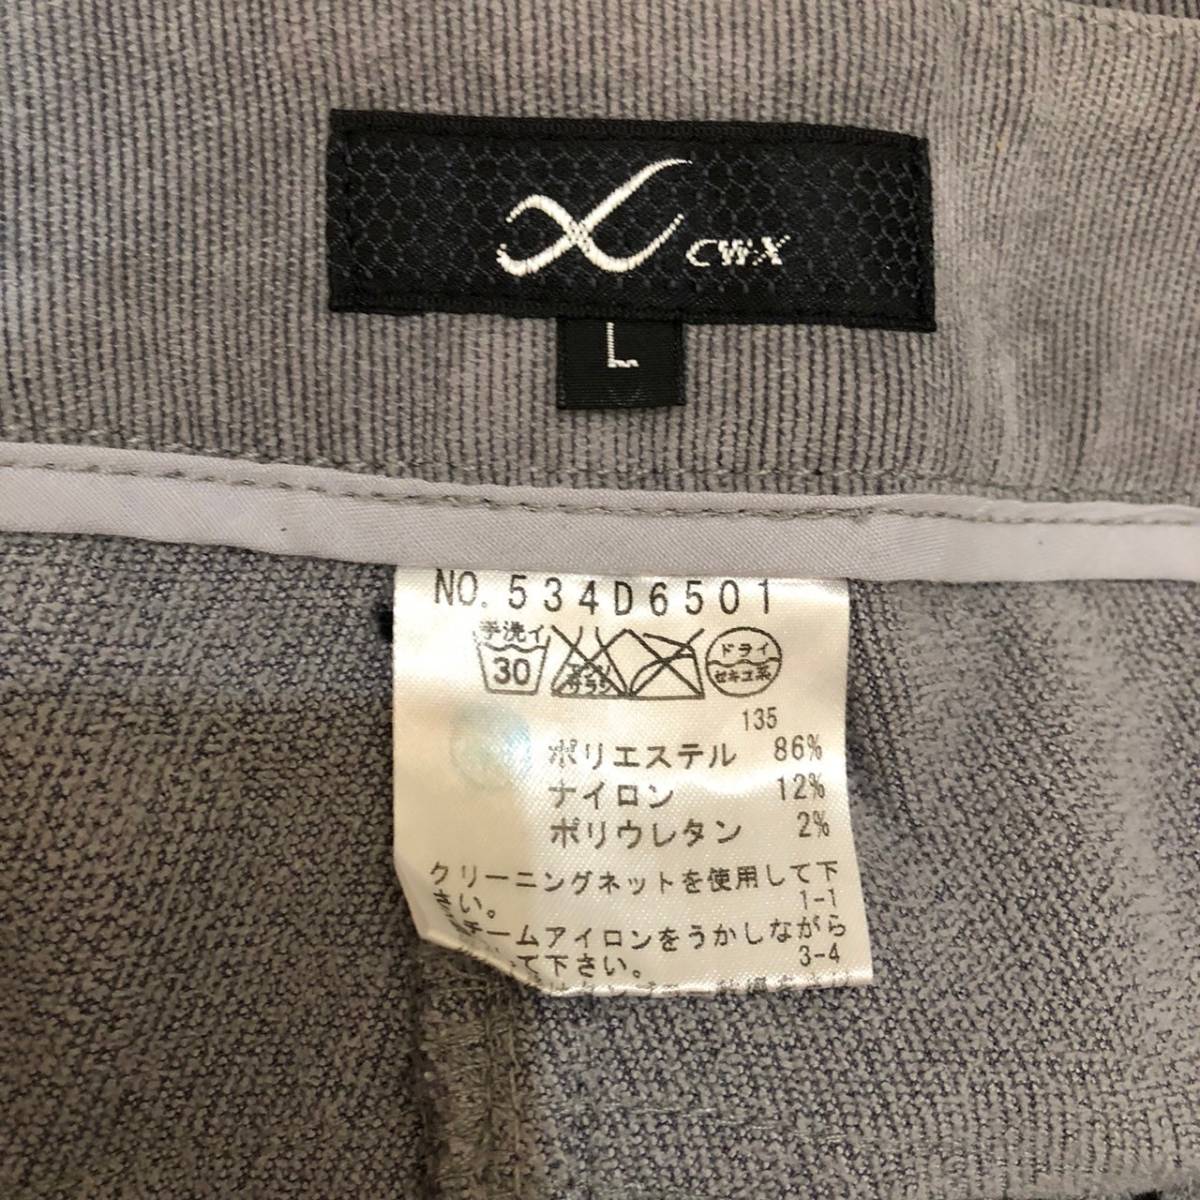 CWX
L
NO. 534D6501
手洗イ
30
ドライ
セキユ系
135
ポリエステル 86%
ナイロン 12%
ポリウレタン 2%
クリーニングネットを使用して下
さい。 1-1
チームアイロンをうかしながら
て下さい。 3-4